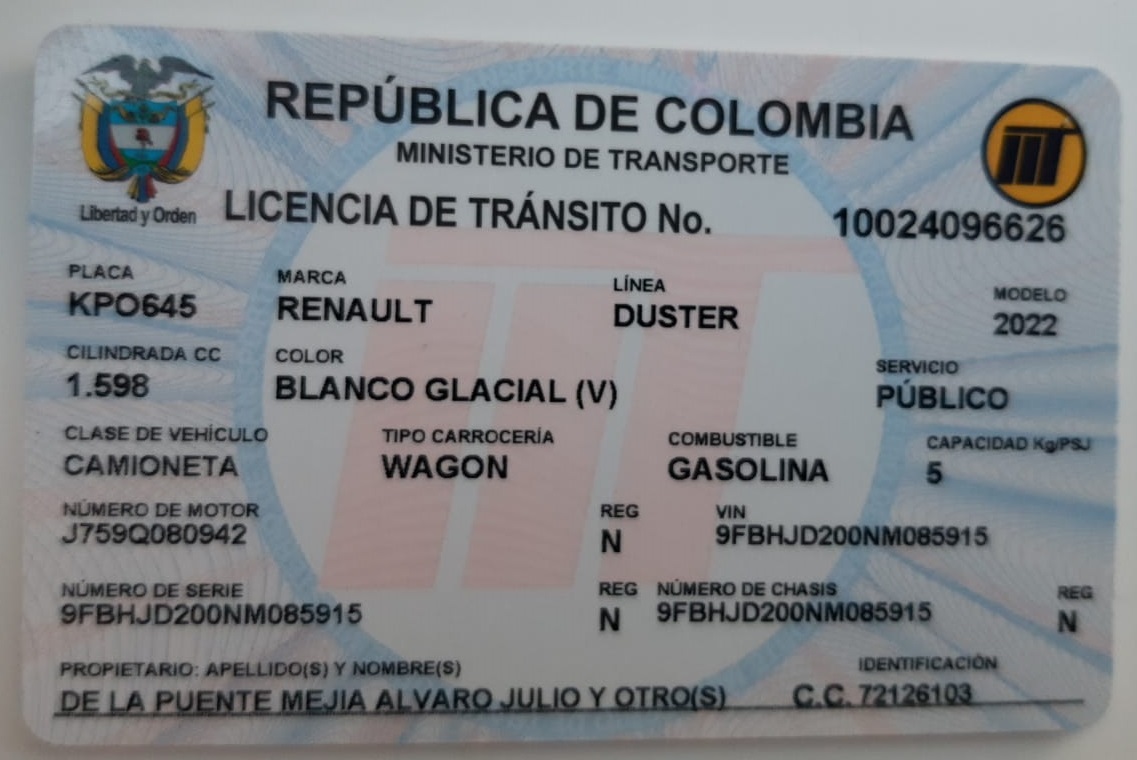 REPÚBLICA DE COLOMBIA
MINISTERIO DE TRANSPORTE
Libertad y Orden
LICENCIA DE TRÁNSITO No. 10024096626
PLACA MARCA LÍNEA MODELO
KPO645 RENAULT DUSTER 2022
CILINDRADA CC COLOR SERVICIO
1.598 BLANCO GLACIAL (V) PÚBLICO
CLASE DE VEHÍCULO TIPO CARROCERÍA COMBUSTIBLE CAPACIDAD Kg/PSJ
CAMIONETA WAGON GASOLINA 5
NÚMERO DE MOTOR REG VIN
J759Q080942 N 9FBHJD200NM085915
NÚMERO DE SERIE REG NÚMERO DE CHASIS REG
9FBHJD200NM085915 N 9FBHJD200NM085915 N
PROPIETARIO: APELLIDO(S) Y NOMBRE(S) IDENTIFICACIÓN
DE LA PUENTE MEJIA ALVARO JULIO Y OTRO(S) C.C. 72126103